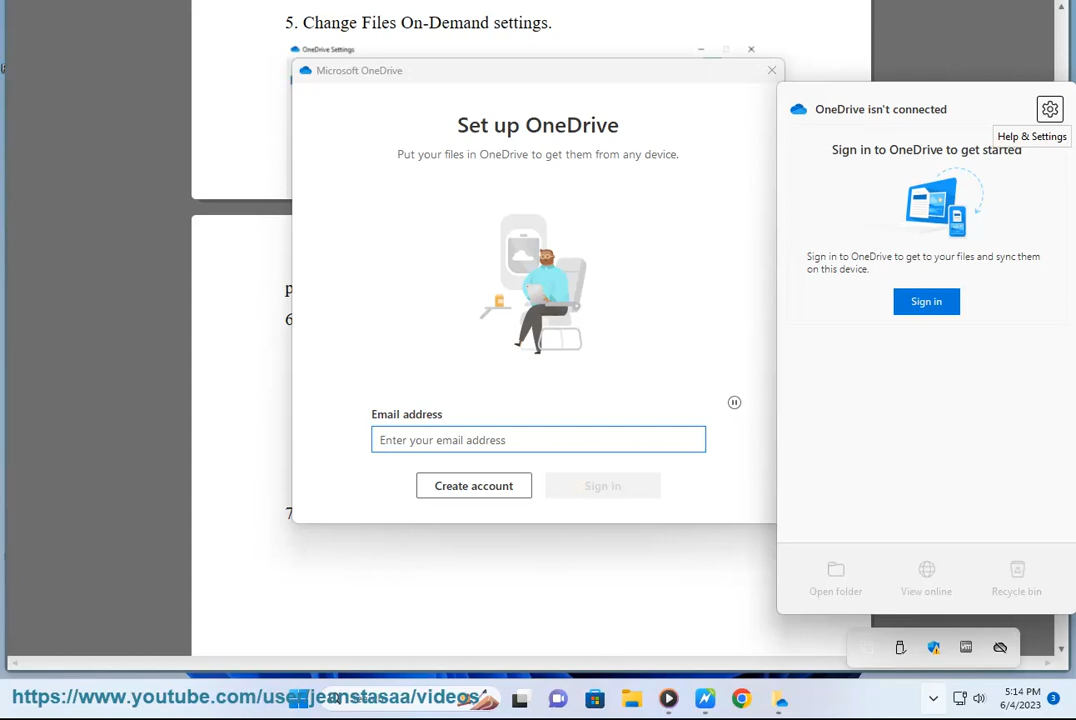 5. Change Files On-Demand settings.
OneDrive Settings
Microsoft OneDrive
Set up OneDrive
Put your files in OneDrive to get them from any device.
Email address
Enter your email address
Create account
Sign in
p
6
7
OneDrive isn't connected
Help & Settings
Sign in to OneDrive to get started
Sign in to OneDrive to get to your files and sync them
on this device.
Sign in
Open folder
View online
Recycle bin
https://www.youtube.com/user/jeanstasaa/videos
5:14 PM
6/4/2023
3